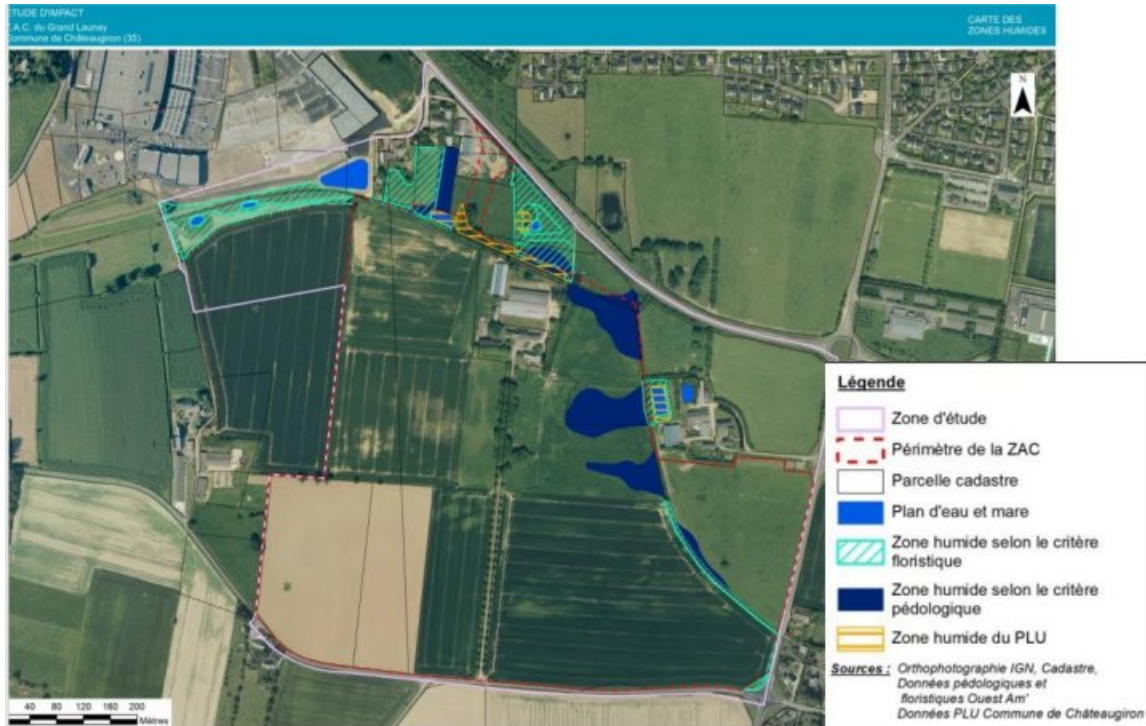 ETUDE D'IMPACT
Z.A.C. du Grand Launay
Commune de Châteaugiron (35)
CARTE DES
ZONES HUMIDES
N
Légende
Zone d'étude
Périmètre de la ZAC
Parcelle cadastre
Plan d'eau et mare
Zone humide selon le critère
floristique
Zone humide selon le critère
pédologique
Zone humide du PLU
Sources : Orthophotographie IGN, Cadastre,
Données pédologiques et
floristiques Ouest Am'
Données PLU Commune de Châteaugiron
40 80 120 160 200
Mètres